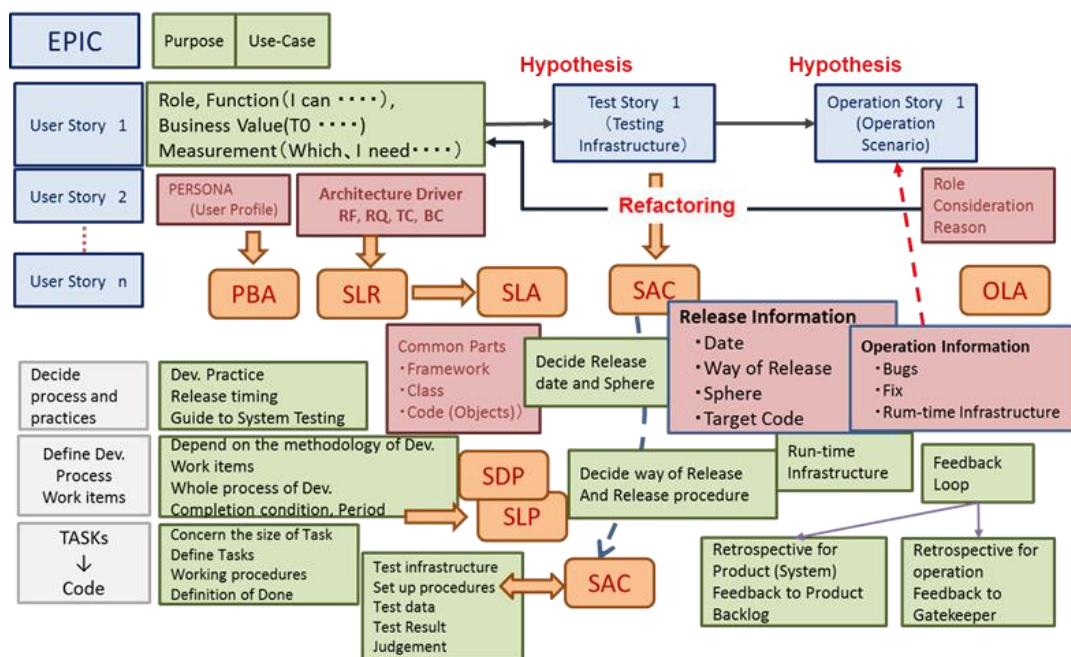 EPIC
Purpose
Use-Case
Hypothesis
Hypothesis
User Story 1
Role, Function(I can ････),
Business Value(T0 ････)
Measurement(Which、I need････)
Test Story 1
(Testing
Infrastructure)
Operation Story 1
(Operation
Scenario)
User Story 2
PERSONA
(User Profile)
Architecture Driver
RF, RQ, TC, BC
Refactoring
Role
Consideration
Reason
User Story n
PBA
SLR
SLA
SAC
OLA
Common Parts
・Framework
・Class
・Code (Objects))
Decide Release
date and Sphere
Release Information
・Date
・Way of Release
・Sphere
・Target Code
Operation Information
・Bugs
・Fix
・Rum-time Infrastructure
Decide
process and
practices
Dev. Practice
Release timing
Guide to System Testing
Define Dev.
Process
Work items
Depend on the methodology of Dev.
Work items
Whole process of Dev.
Completion condition, Period
SDP
SLP
Decide way of Release
And Release procedure
Run-time
Infrastructure
Feedback
Loop
TASKs
↓
Code
Concern the size of Task
Define Tasks
Working procedures
Definition of Done
Test infrastructure
Set up procedures
Test data
Test Result
Judgement
SAC
Retrospective for
Product (System)
Feedback to Product
Backlog
Retrospective for
operation
Feedback to
Gatekeeper